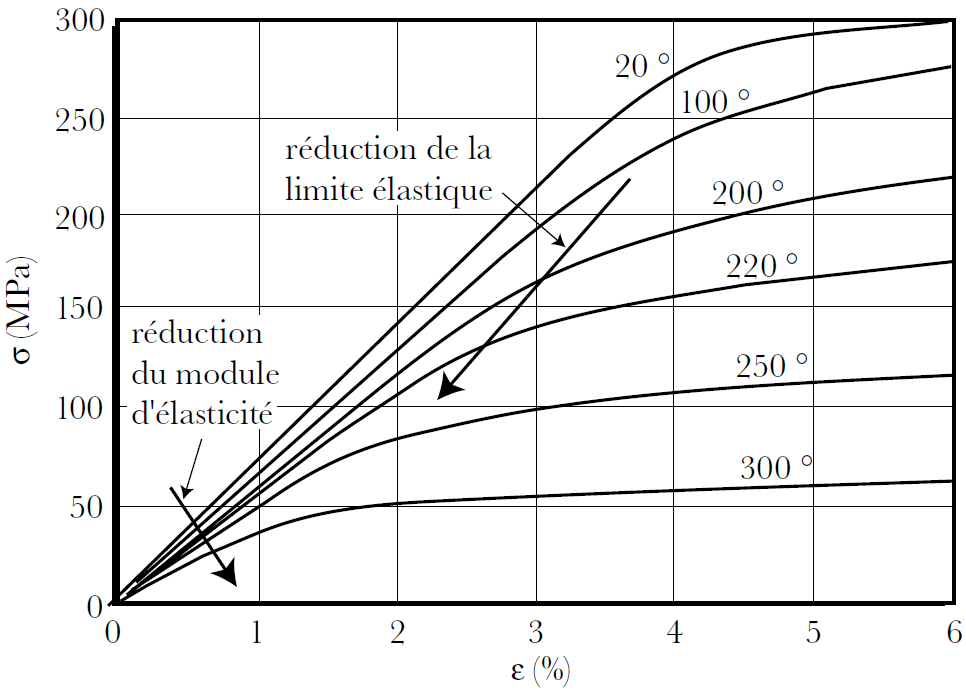 300
250
200
150
100
50
0
σ (MPa)
20 °
100 °
200 °
220 °
250 °
300 °
réduction de la
limite élastique
réduction
du module
d'élasticité
0 1 2 3 4 5 6
ε (%)